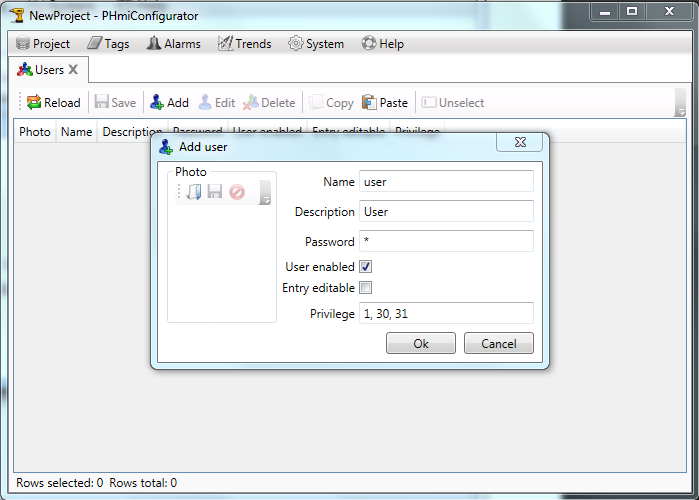 NewProject - PHmiConfigurator
Project Tags Alarms Trends System Help
Users
Reload Save Add Edit Delete Copy Paste Unselect
Photo Name Description Password User enabled Entry editable Privilege
Add user
Photo
Name user
Description User
Password *
User enabled
Entry editable
Privilege 1, 30, 31
Ok Cancel
Rows selected: 0 Rows total: 0